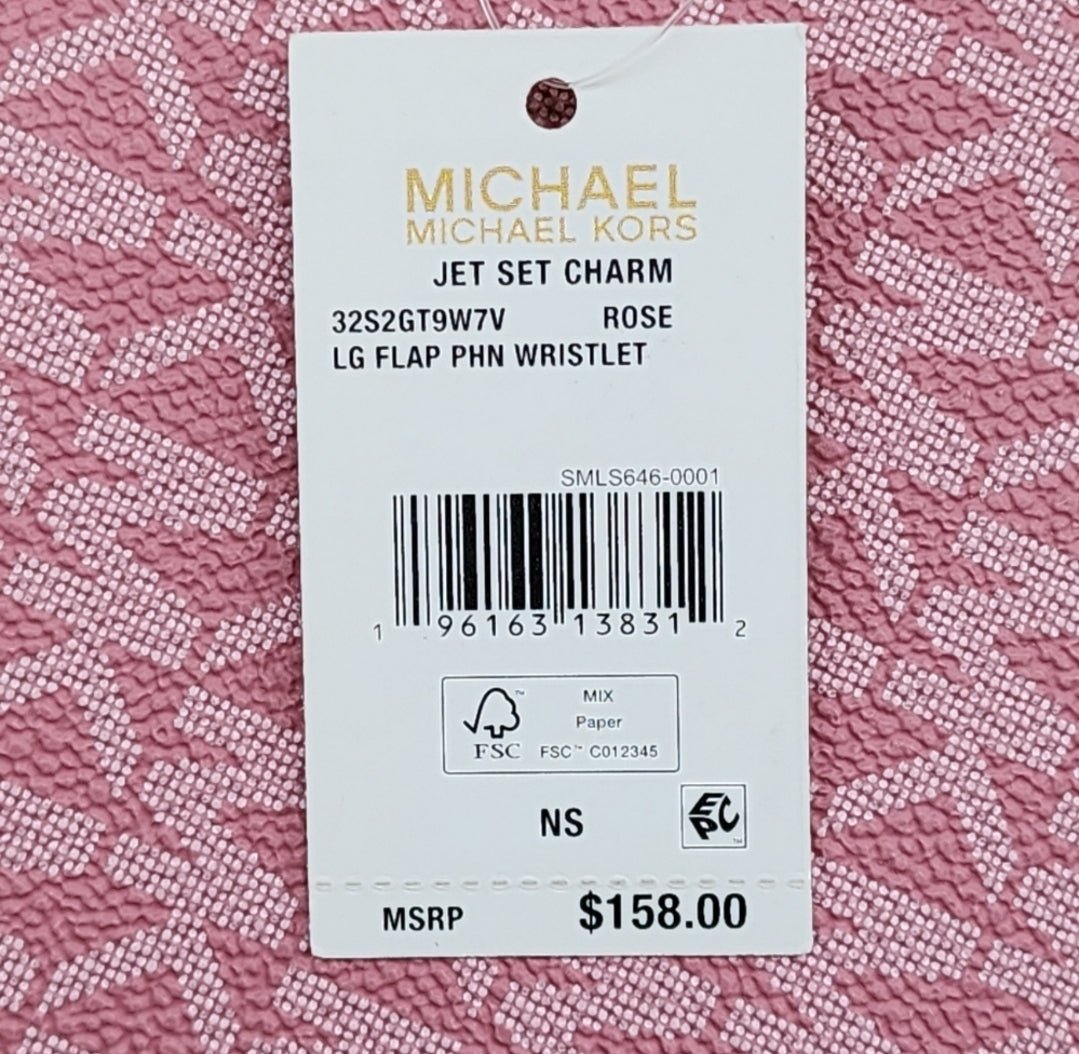 MICHAEL
MICHAEL KORS
JET SET CHARM
32S2GT9W7V ROSE
LG FLAP PHN WRISTLET
SMLS646-0001
1 96163 13831 2
FSC
MIX
Paper
FSC™ C012345
NS
EPC
MSRP $158.00